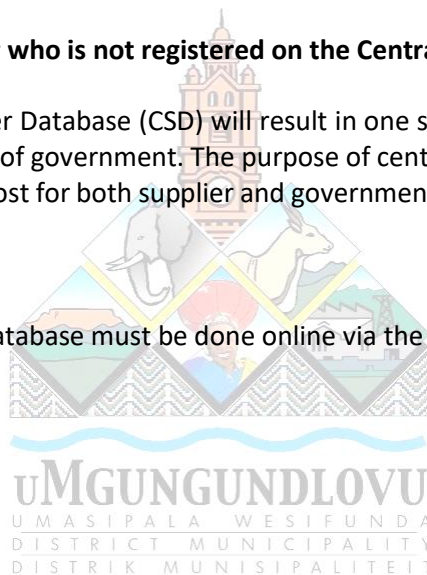 who is not registered on the Centra
er Database (CSD) will result in one s
of government. The purpose of cent
ost for both supplier and government
atabase must be done online via the
uMGUNGUNDLOVU
UMASIPALA WESIFUNDA
DISTRICT MUNICIPALITY
DISTRIK MUNISIPALITEIT